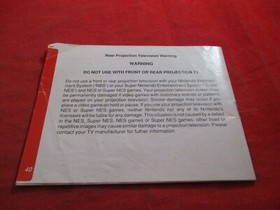 Rear Projection Television Warning
WARNING
DO NOT USE WITH FRONT OR REAR PROJECTION TV
Do not use a front or rear projection television with your Nintendo Entertain-
ment System ("NES") or your Super Nintendo Entertainment System ("Super
NES") and NES or Super NES games. Your projection television screen may
be permanently damaged if video games with stationary scenes or patterns
are played on your projection television. Similar damage may occur if you
place a video game on hold or pause. If you use your projection television with
NES or Super NES games, neither nor any of its Nintendo's
licensees will be liable for any damage. This situation is not caused by a defect
in the NES, Super NES, NES games or Super NES games; other fixed or
repetitive images may cause similar damage to a projection television. Please
contact your TV manufacturer for further information.
40